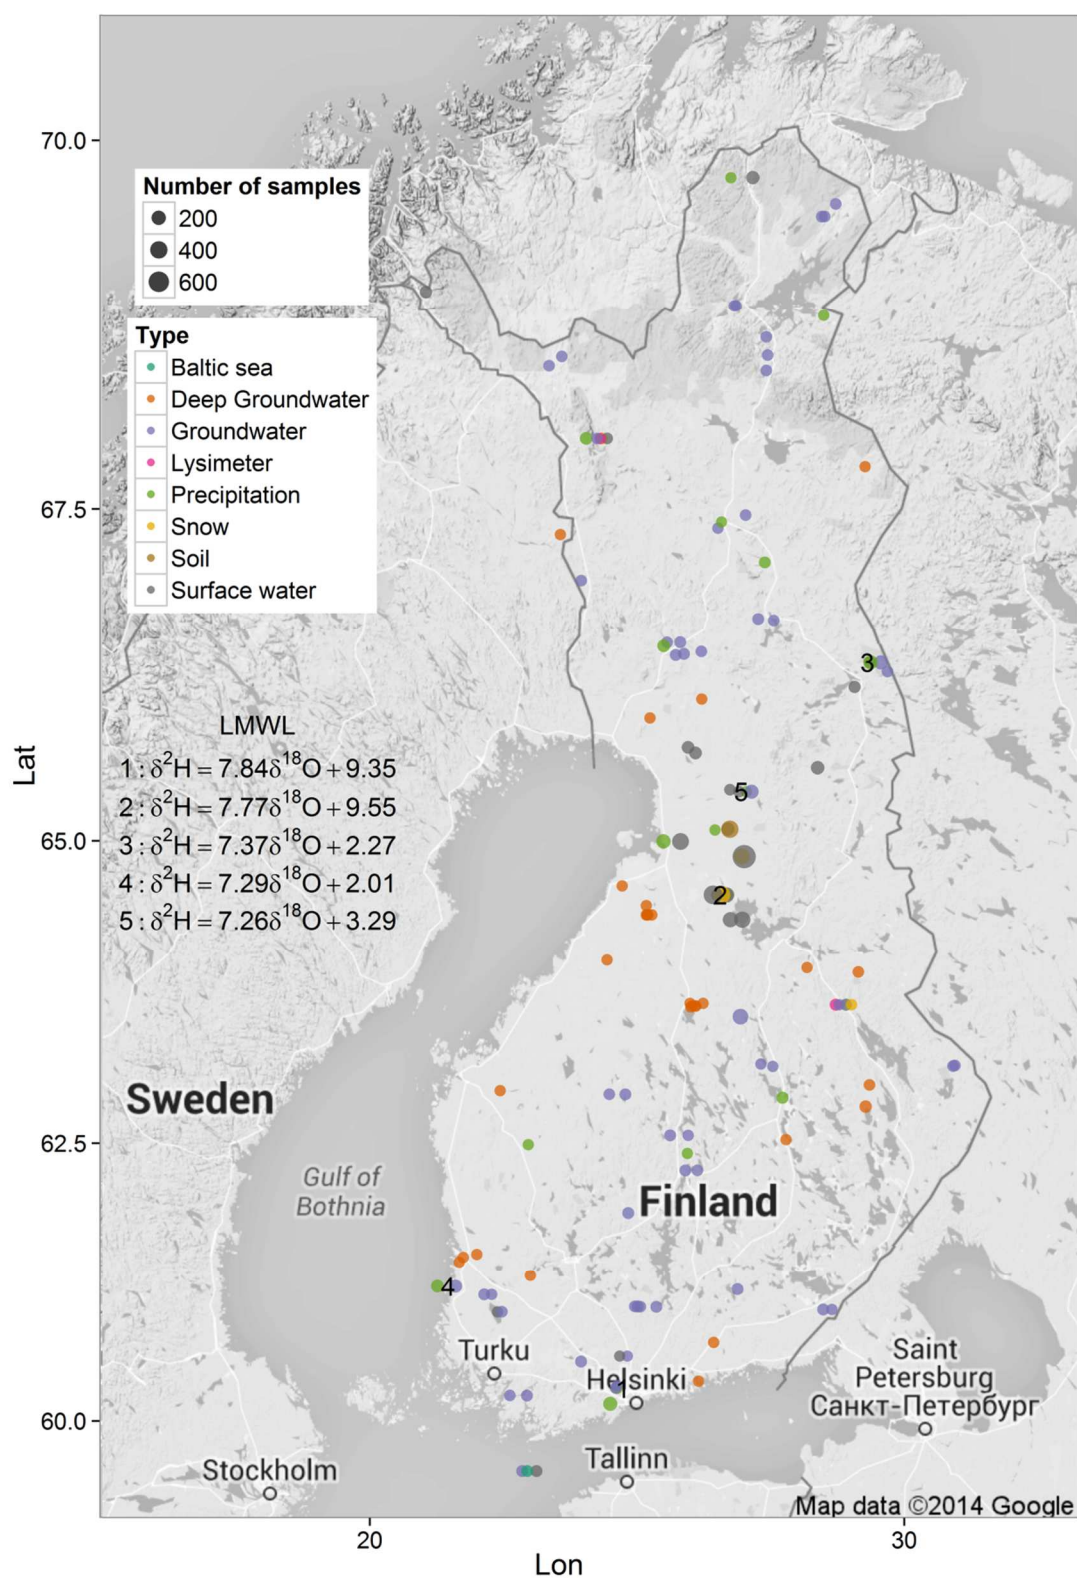 70.0
67.5
65.0
62.5
60.0
Lat
Number of samples
200
400
600
Type
Baltic sea
Deep Groundwater
Groundwater
Lysimeter
Precipitation
Snow
Soil
Surface water
LMWL
1 : δ²H = 7.84δ¹⁸O + 9.35
2 : δ²H = 7.77δ¹⁸O + 9.55
3 : δ²H = 7.37δ¹⁸O + 2.27
4 : δ²H = 7.29δ¹⁸O + 2.01
5 : δ²H = 7.26δ¹⁸O + 3.29
3
5
2
Sweden
Gulf of
Bothnia
Finland
4
Turku
Helsinki
1
Saint
Petersburg
Санкт-Петербург
Stockholm
Tallinn
Map data ©2014 Google
20
30
Lon